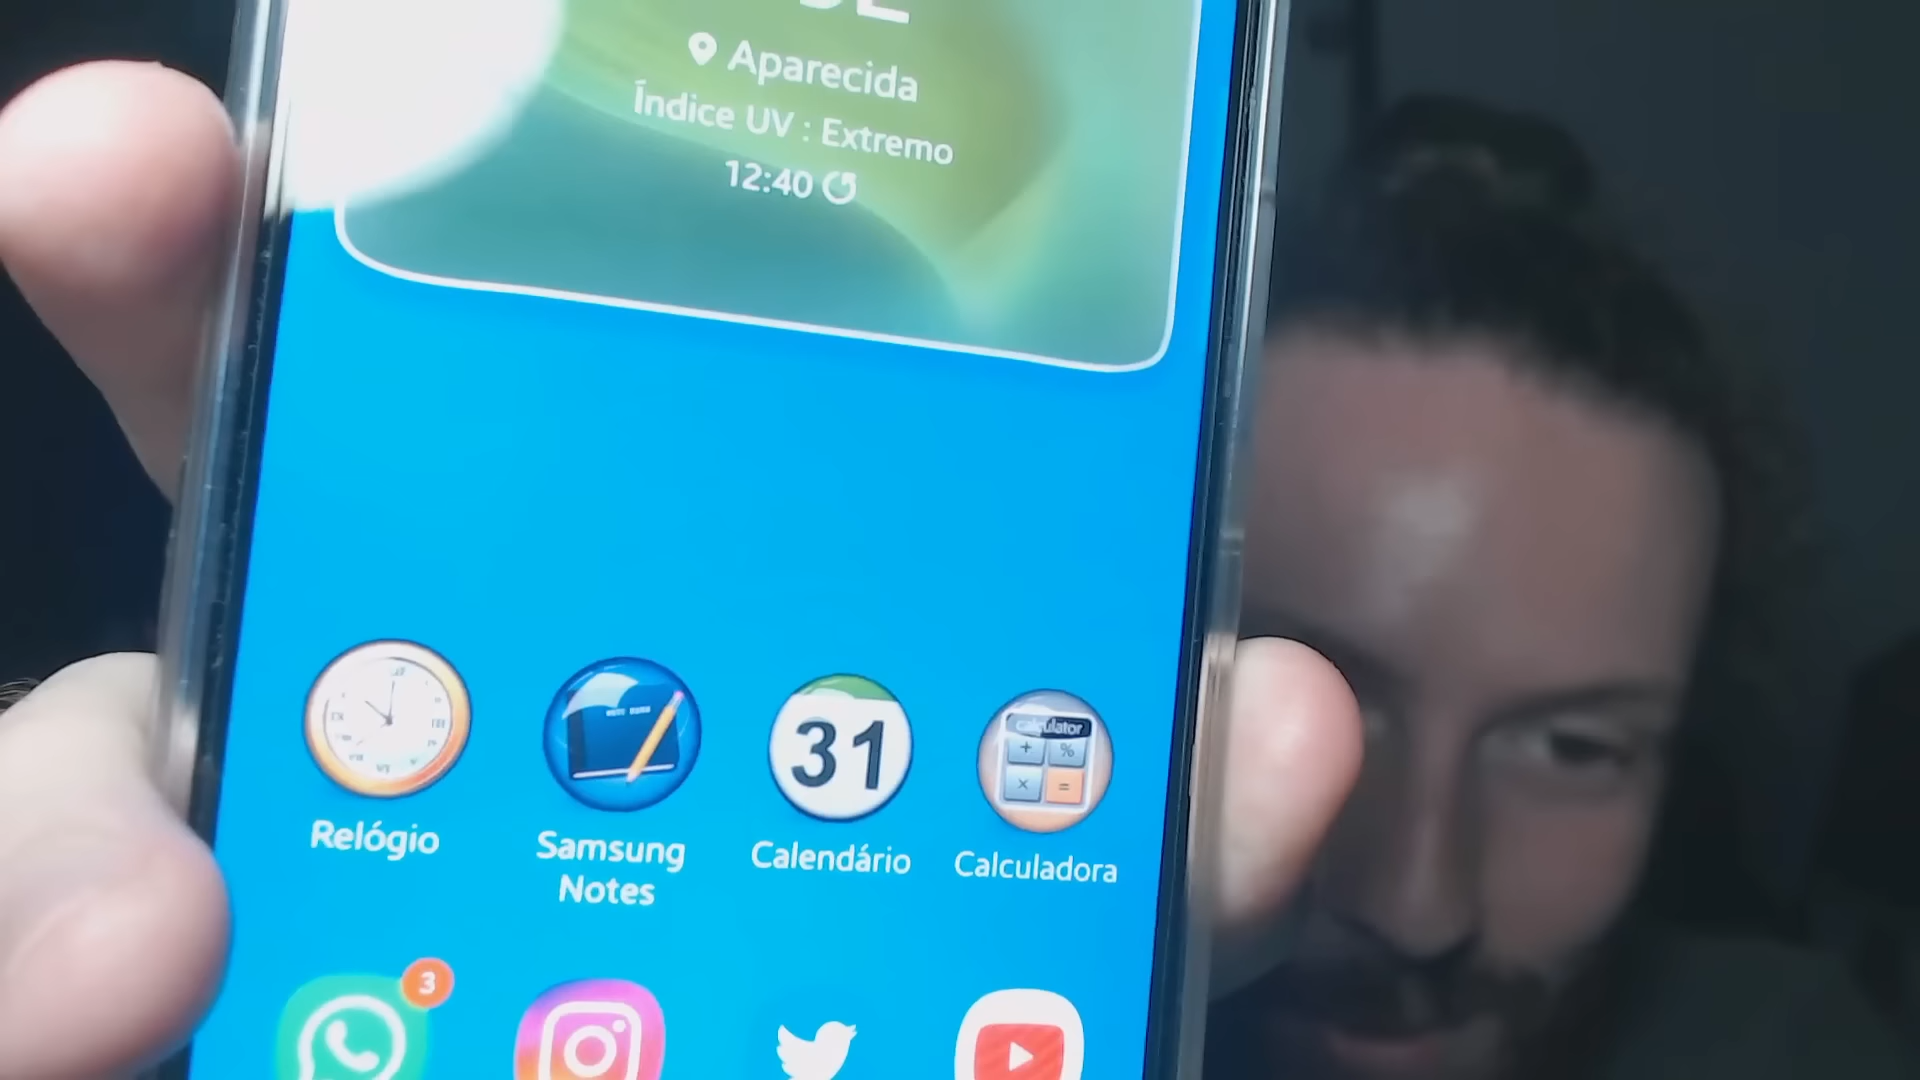 Aparecida
Índice UV : Extremo
12:40
31
calculator
+ %
× =
Relógio
Samsung
Notes
Calendário
Calculadora
3